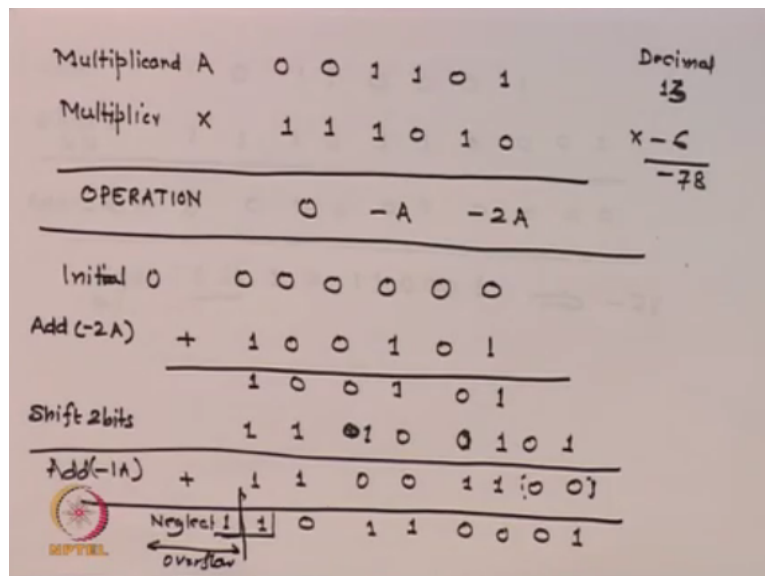 Multiplicand A 0 0 1 1 0 1 Decimal 13
Multiplier X 1 1 1 0 1 0 x -6
-78
OPERATION 0 -A -2A
Initial 0 0 0 0 0 0 0
Add (-2A) + 1 0 0 1 0 1
1 0 0 1 0 1
Shift 2bits 1 1 0 1 0 0 1 0 1
Add(-1A) + 1 1 0 0 1 1 (0 0)
Neglect 1 1 0 1 1 0 0 0 1
overflow
NPTEL